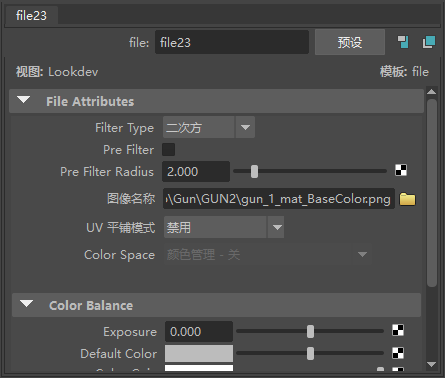 file23
file: file23 预设
视图: Lookdev 模板: file
File Attributes
Filter Type 二次方
Pre Filter
Pre Filter Radius 2.000
图像名称 \Gun\GUN2\gun_1_mat_BaseColor.png
UV 平铺模式 禁用
Color Space 颜色管理 - 关
Color Balance
Exposure 0.000
Default Color